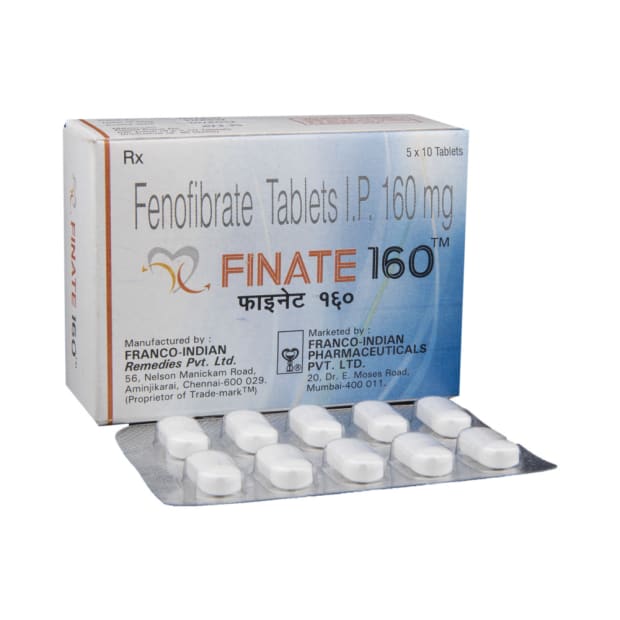 Rx
5 x 10 Tablets
Fenofibrate Tablets I.P. 160 mg
FINATE 160™
फाइनेट १६०
Manufactured by :
FRANCO-INDIAN
Remedies Pvt. Ltd.
56, Nelson Manickam Road,
Aminjikarai, Chennai-600 029.
(Proprietor of Trade-mark™)
Marketed by :
FRANCO-INDIAN
PHARMACEUTICALS
PVT. LTD.
20, Dr. E. Moses Road,
Mumbai-400 011.
FINATE 160™